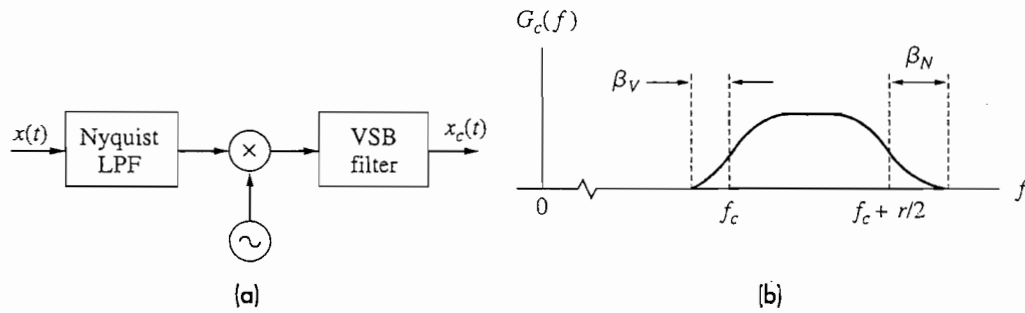 x(t)
Nyquist
LPF
×
VSB
filter
x_c(t)
(a)
G_c(f)
β_V
β_N
0
f_c
f_c + r/2
f
(b)